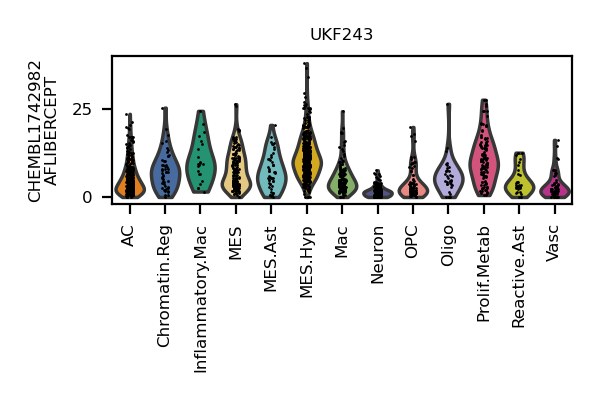 UKF243
CHEMBL1742982
AFLIBERCEPT
25
0
AC
Chromatin.Reg
Inflammatory.Mac
MES
MES.Ast
MES.Hyp
Mac
Neuron
OPC
Oligo
Prolif.Metab
Reactive.Ast
Vasc